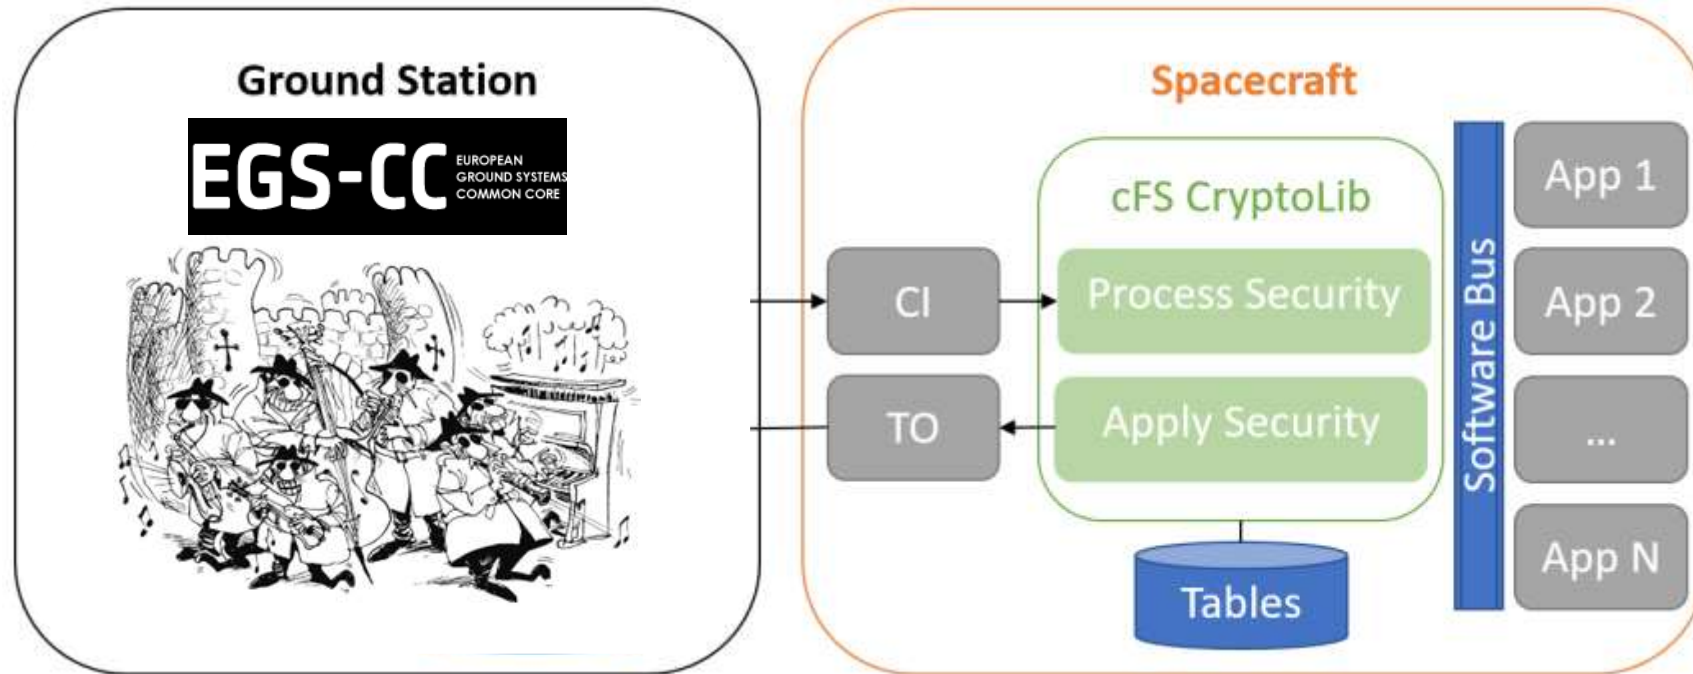 Ground Station
EGS-CC
EUROPEAN
GROUND SYSTEMS
COMMON CORE
Spacecraft
CI
TO
cFS CryptoLib
Process Security
Apply Security
Tables
Software Bus
App 1
App 2
...
App N